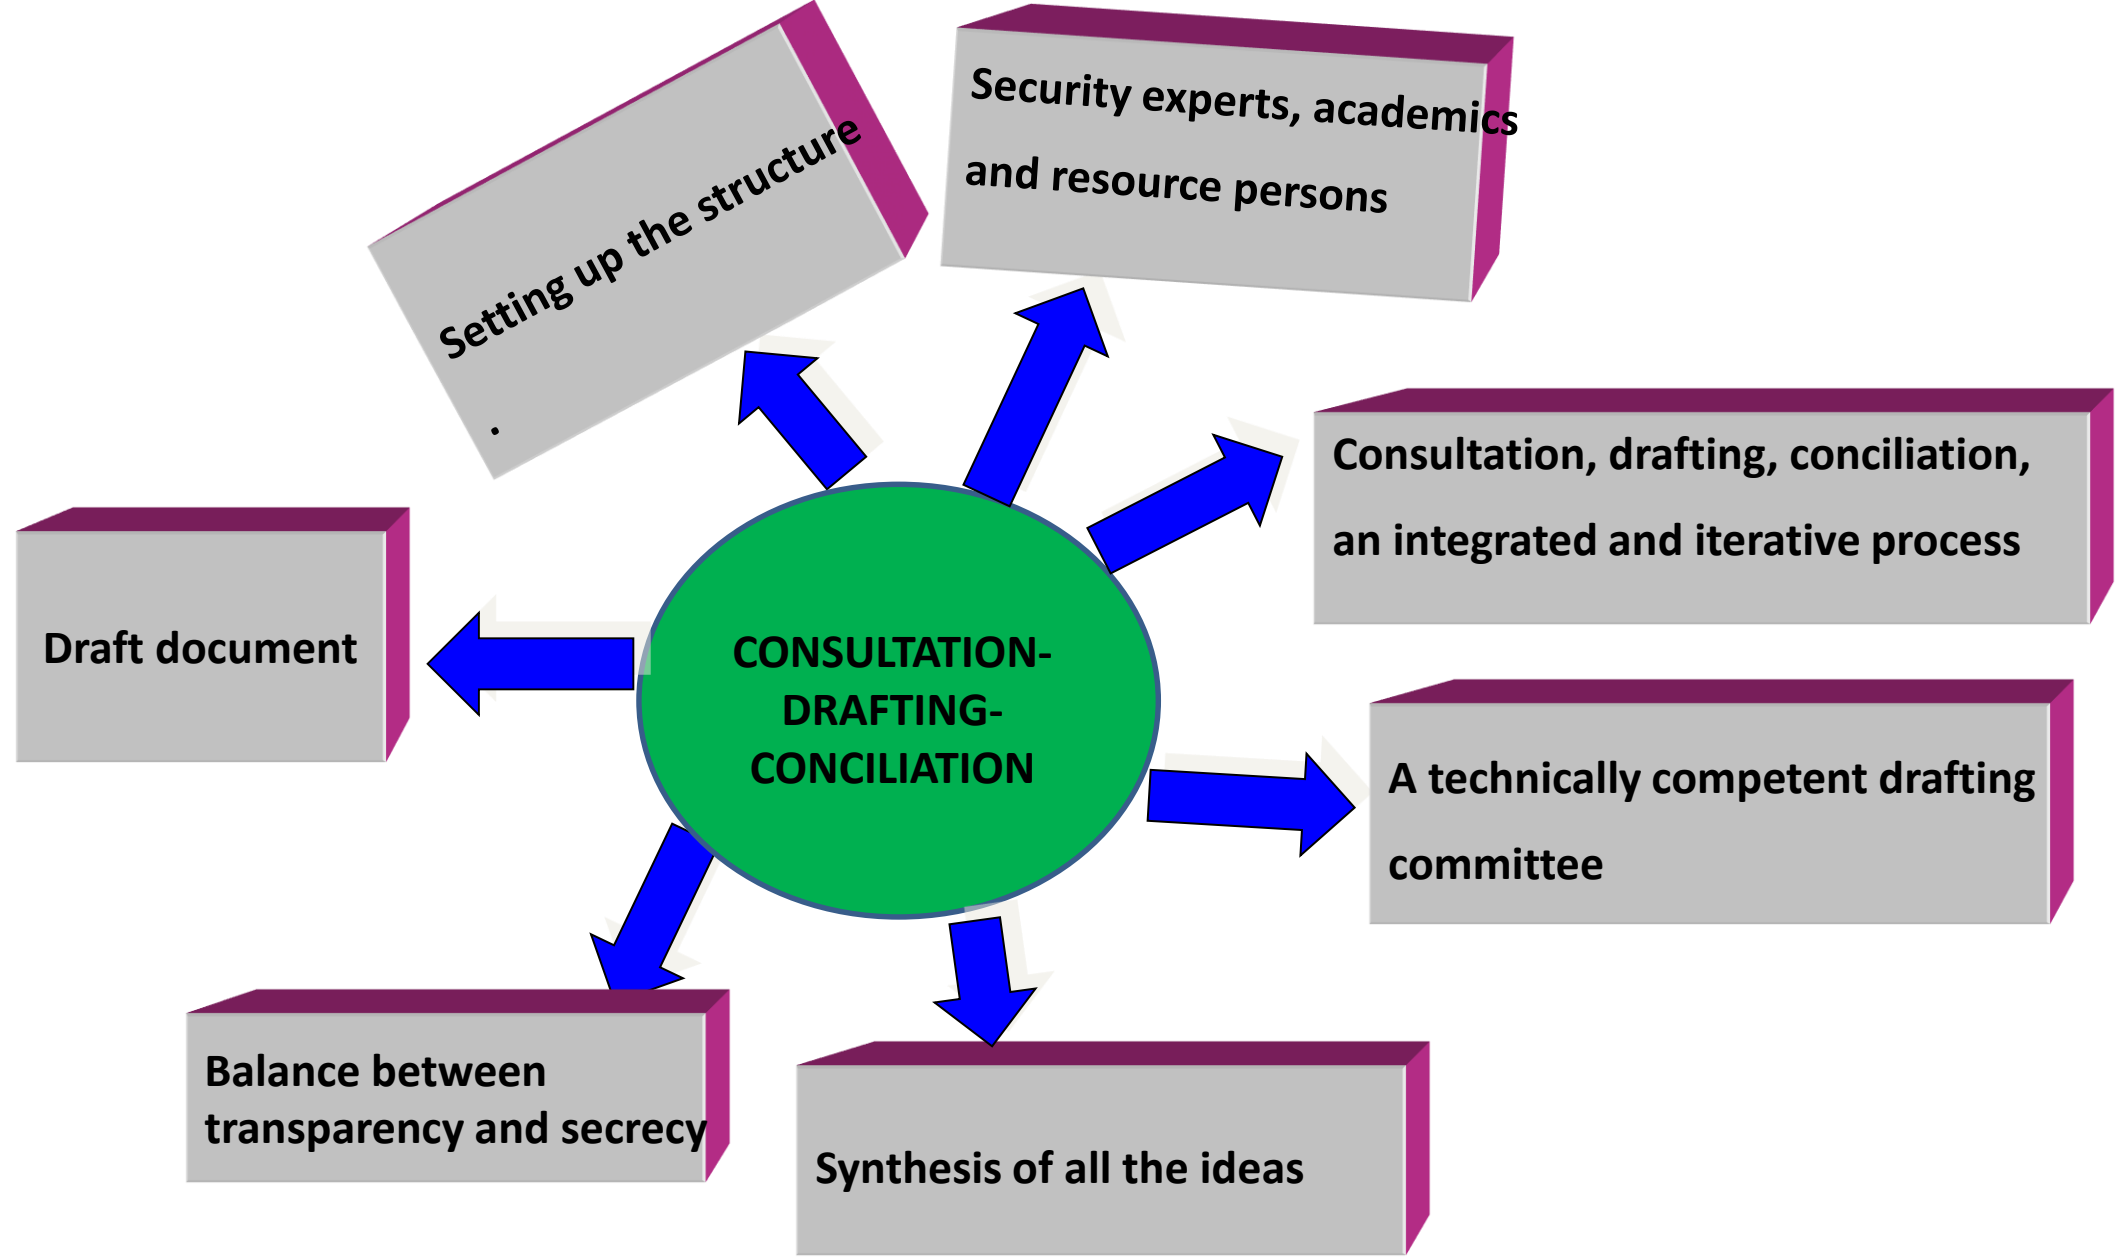 Setting up the structure
.
Security experts, academics
and resource persons
Consultation, drafting, conciliation,
an integrated and iterative process
Draft document
CONSULTATION-
DRAFTING-
CONCILIATION
A technically competent drafting
committee
Balance between
transparency and secrecy
Synthesis of all the ideas